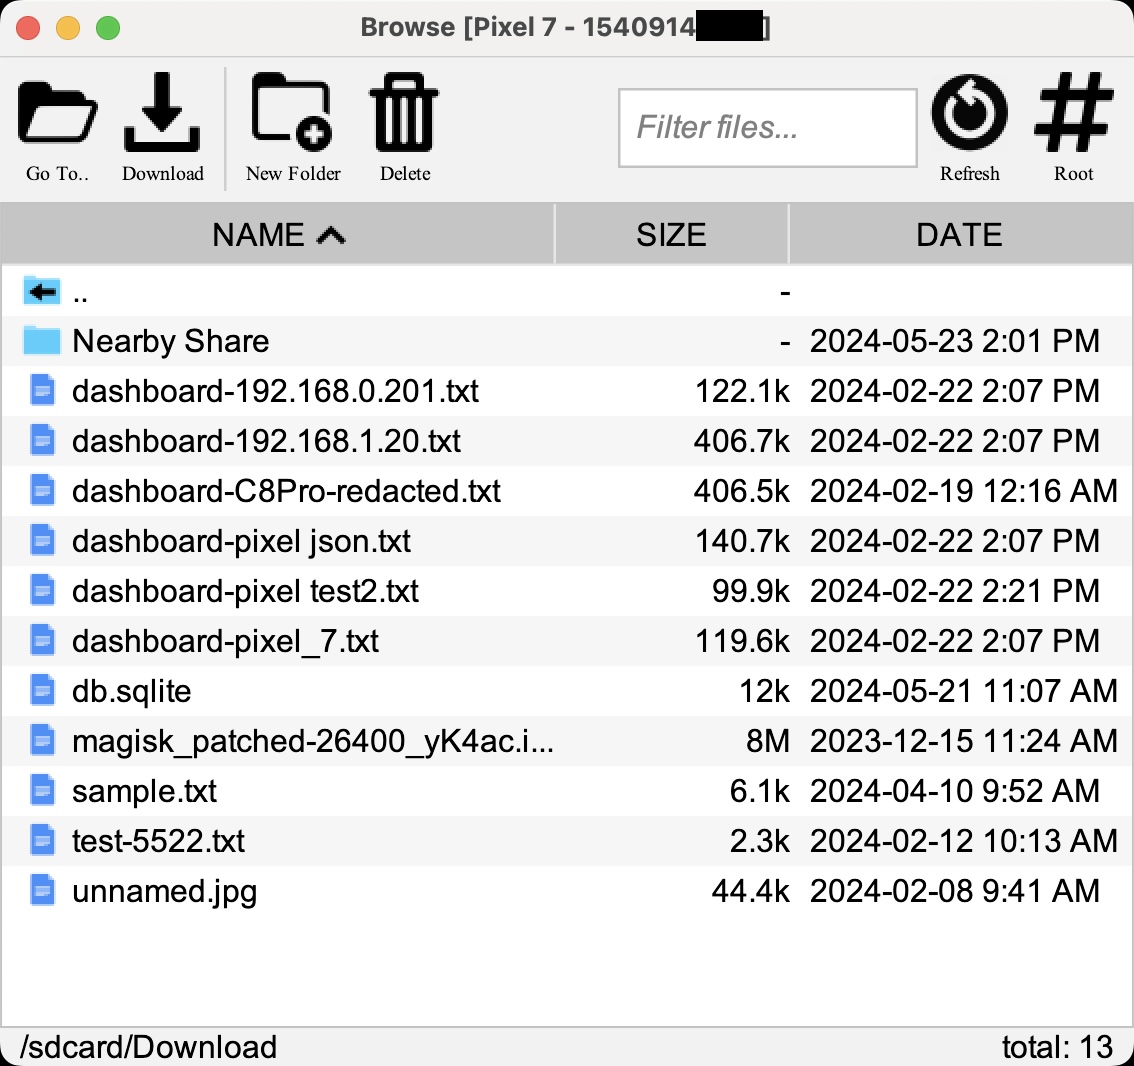 Browse [Pixel 7 - 1540914 ]
Go To..
Download
New Folder
Delete
Filter files...
Refresh
Root
NAME SIZE DATE
.. -
Nearby Share - 2024-05-23 2:01 PM
dashboard-192.168.0.201.txt 122.1k 2024-02-22 2:07 PM
dashboard-192.168.1.20.txt 406.7k 2024-02-22 2:07 PM
dashboard-C8Pro-redacted.txt 406.5k 2024-02-19 12:16 AM
dashboard-pixel json.txt 140.7k 2024-02-22 2:07 PM
dashboard-pixel test2.txt 99.9k 2024-02-22 2:21 PM
dashboard-pixel_7.txt 119.6k 2024-02-22 2:07 PM
db.sqlite 12k 2024-05-21 11:07 AM
magisk_patched-26400_yK4ac.i... 8M 2023-12-15 11:24 AM
sample.txt 6.1k 2024-04-10 9:52 AM
test-5522.txt 2.3k 2024-02-12 10:13 AM
unnamed.jpg 44.4k 2024-02-08 9:41 AM
/sdcard/Download total: 13